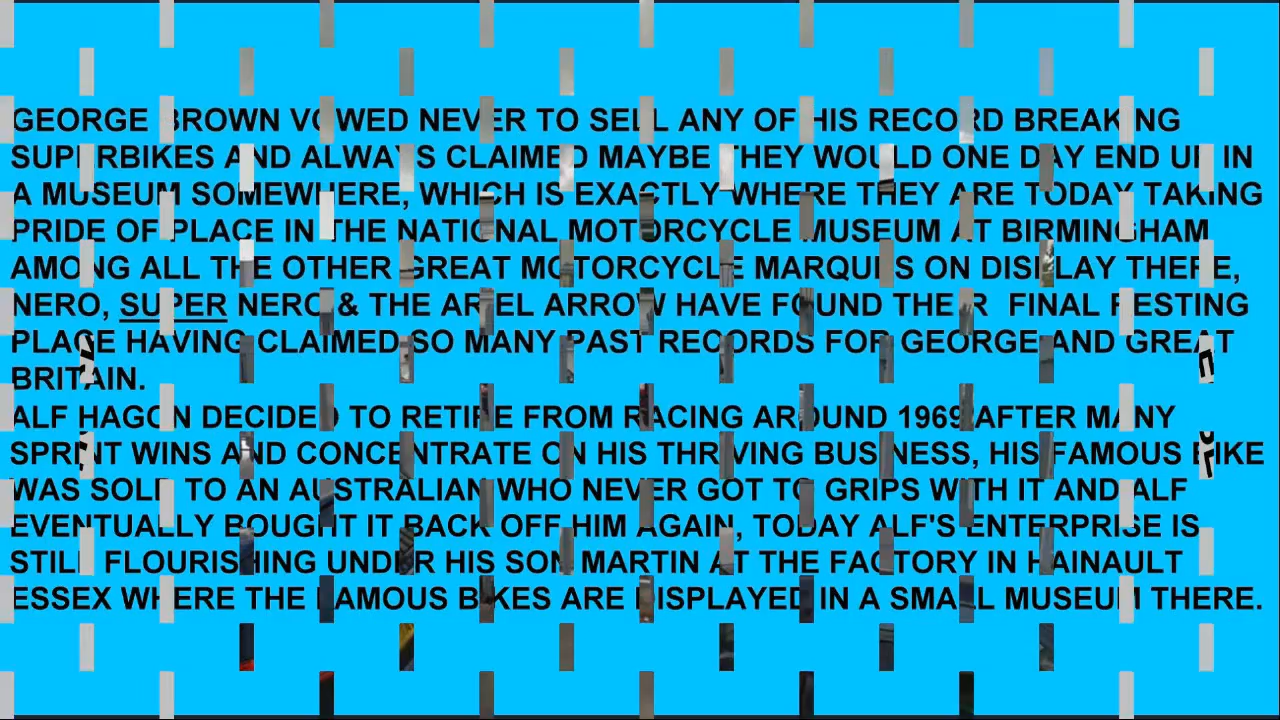 GEORGE BROWN VOWED NEVER TO SELL ANY OF HIS RECORD BREAKING
SUPERBIKES AND ALWAYS CLAIMED MAYBE THEY WOULD ONE DAY END UP IN
A MUSEUM SOMEWHERE, WHICH IS EXACTLY WHERE THEY ARE TODAY TAKING
PRIDE OF PLACE IN THE NATIONAL MOTORCYCLE MUSEUM AT BIRMINGHAM
AMONG ALL THE OTHER GREAT MOTORCYCLE MARQUES ON DISPLAY THERE,
NERO, SUPER NERO & THE ARIEL ARROW HAVE FOUND THEIR FINAL RESTING
PLACE HAVING CLAIMED SO MANY PAST RECORDS FOR GEORGE AND GREAT
BRITAIN.
ALF HAGON DECIDED TO RETIRE FROM RACING AROUND 1969 AFTER MANY
SPRINT WINS AND CONCENTRATE ON HIS THRIVING BUSINESS, HIS FAMOUS BIKE
WAS SOLD TO AN AUSTRALIAN WHO NEVER GOT TO GRIPS WITH IT AND ALF
EVENTUALLY BOUGHT IT BACK OFF HIM AGAIN, TODAY ALF'S ENTERPRISE IS
STILL FLOURISHING UNDER HIS SON MARTIN AT THE FACTORY IN HAINAULT
ESSEX WHERE THE FAMOUS BIKES ARE DISPLAYED IN A SMALL MUSEUM THERE.